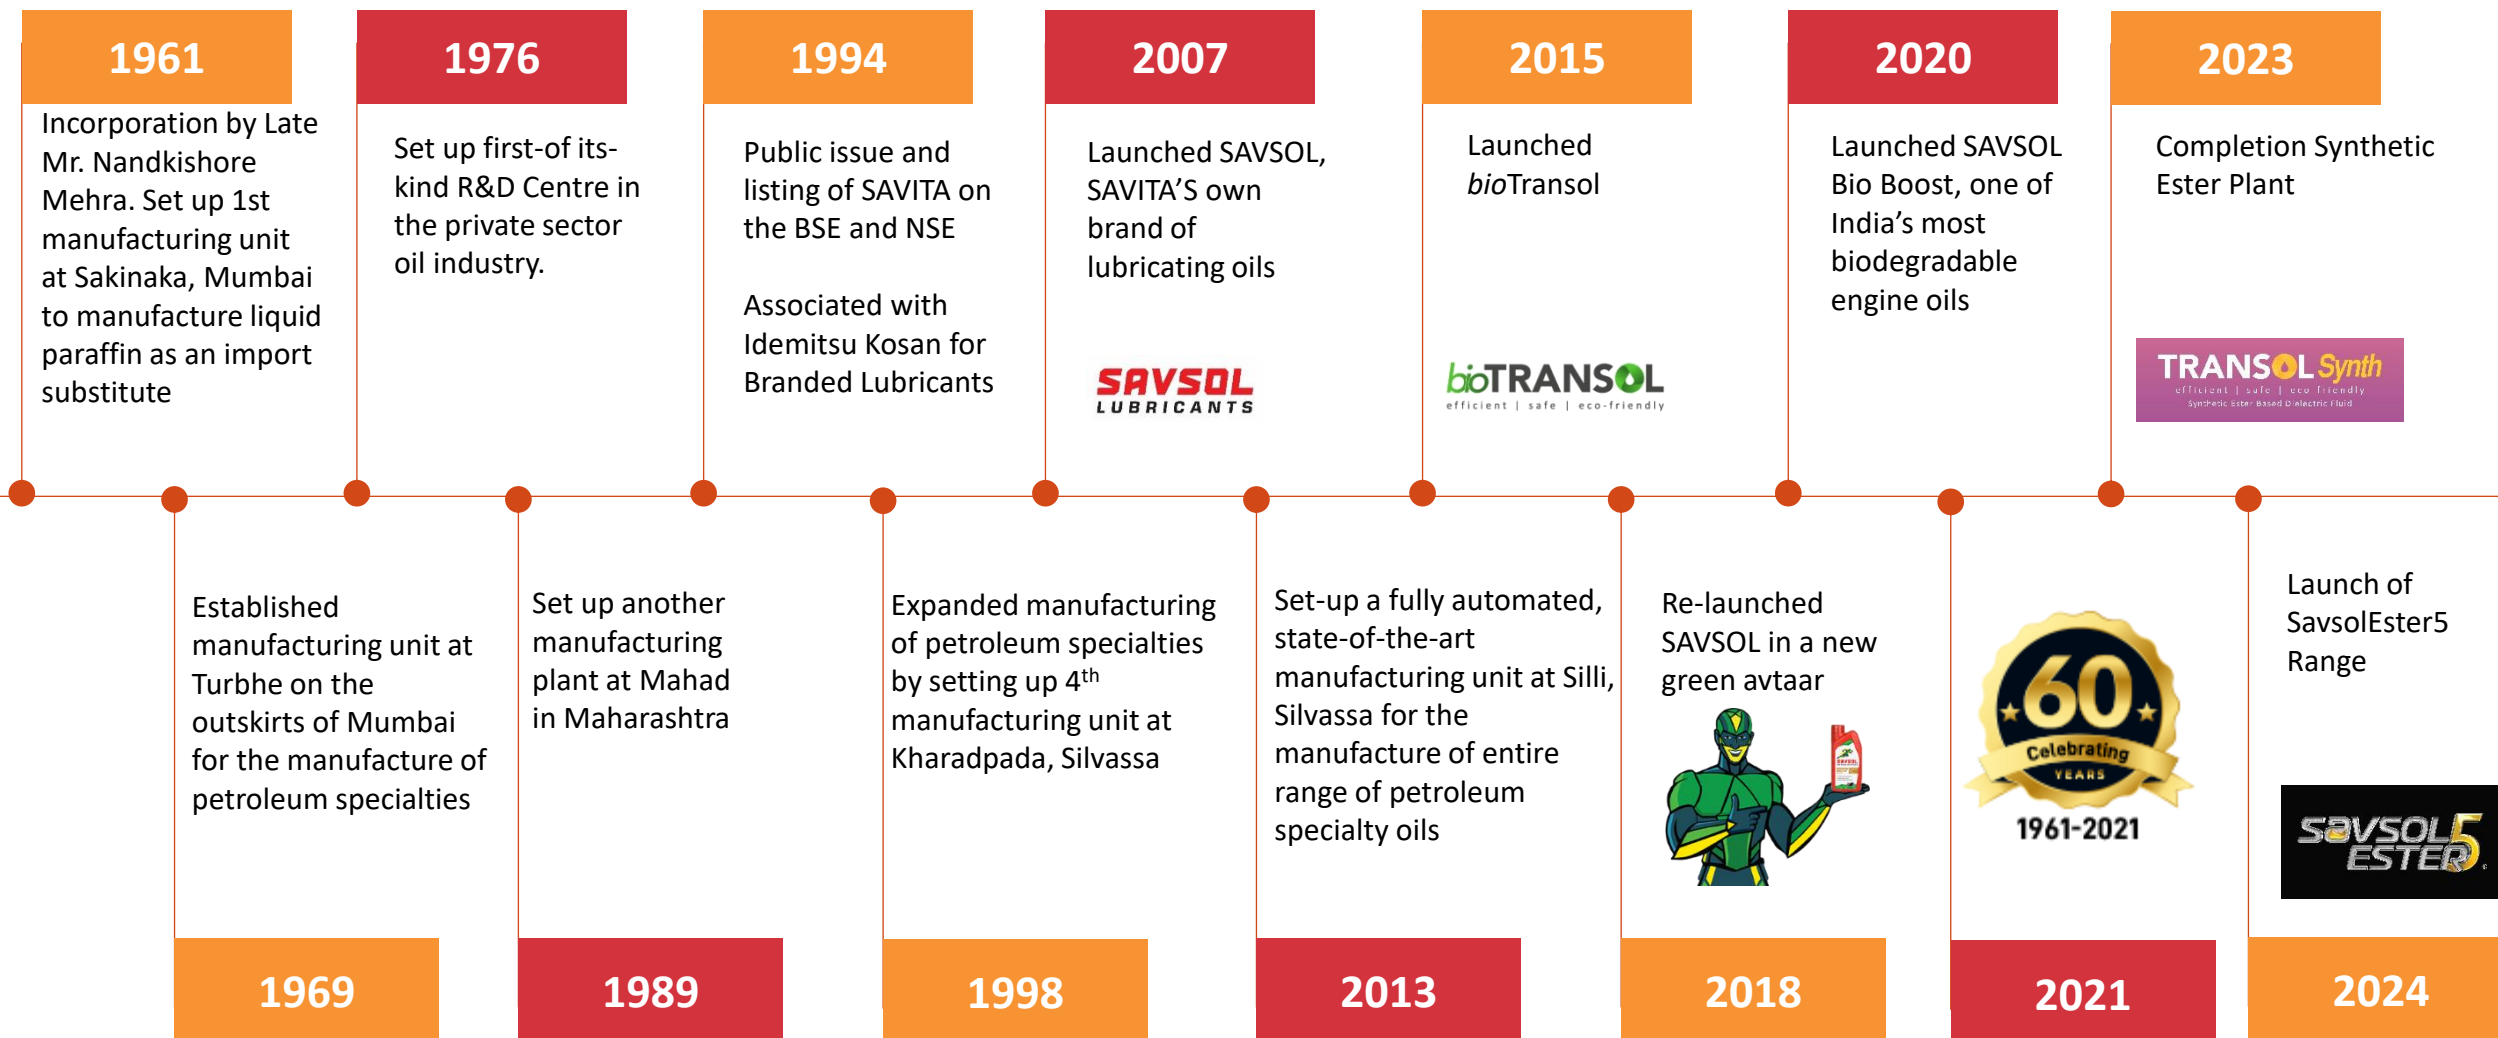 1961
Incorporation by Late
Mr. Nandkishore
Mehra. Set up 1st
manufacturing unit
at Sakinaka, Mumbai
to manufacture liquid
paraffin as an import
substitute
1976
Set up first-of its-
kind R&D Centre in
the private sector
oil industry.
1994
Public issue and
listing of SAVITA on
the BSE and NSE
Associated with
Idemitsu Kosan for
Branded Lubricants
2007
Launched SAVSOL,
SAVITA’S own
brand of
lubricating oils
SAVSOL
LUBRICANTS
2015
Launched
bioTransol
bioTRANSOL
efficient | safe | eco-friendly
2020
Launched SAVSOL
Bio Boost, one of
India’s most
biodegradable
engine oils
2023
Completion Synthetic
Ester Plant
TRANSOL Synth
efficient | safe | eco friendly
Synthetic Ester Based Dielectric Fluid
Established
manufacturing unit at
Turbhe on the
outskirts of Mumbai
for the manufacture of
petroleum specialties
1969
Set up another
manufacturing
plant at Mahad
in Maharashtra
1989
Expanded manufacturing
of petroleum specialties
by setting up 4th
manufacturing unit at
Kharadpada, Silvassa
1998
Set-up a fully automated,
state-of-the-art
manufacturing unit at Silli,
Silvassa for the
manufacture of entire
range of petroleum
specialty oils
2013
Re-launched
SAVSOL in a new
green avtaar
SAVSOL
2018
60
Celebrating
YEARS
1961-2021
2021
Launch of
SavsolEster5
Range
SAVSOL
ESTER 5
2024